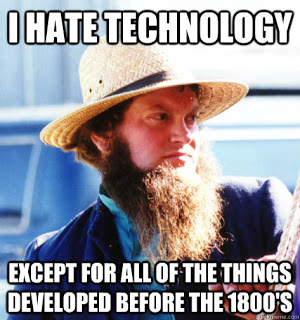 I HATE TECHNOLOGY
EXCEPT FOR ALL OF THE THINGS
DEVELOPED BEFORE THE 1800'S